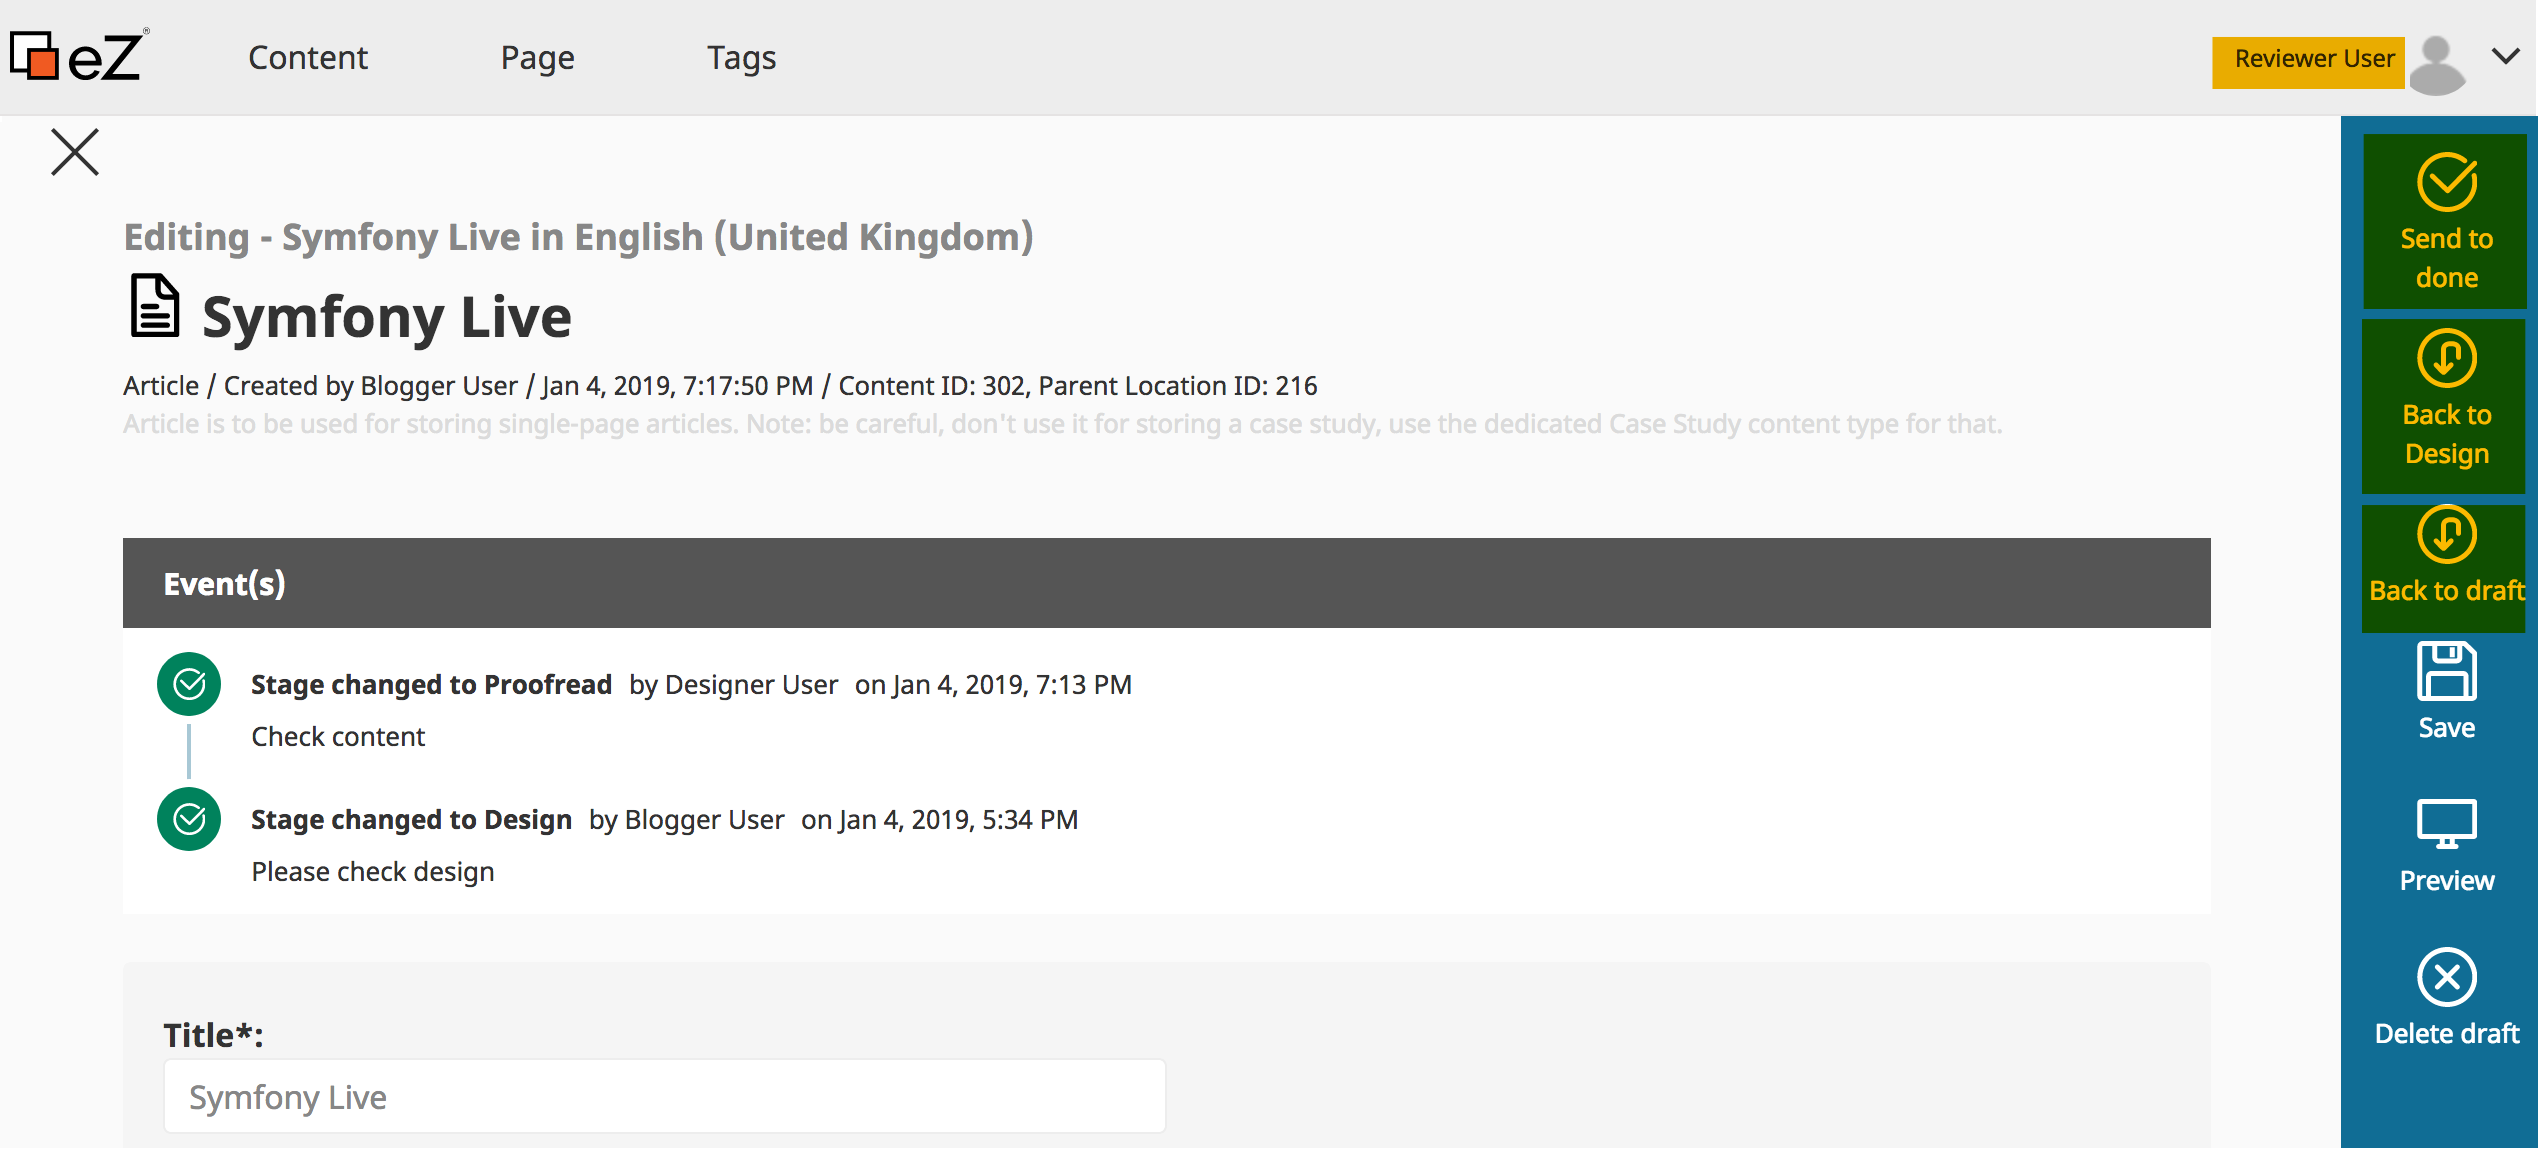 eZ®
Content
Page
Tags
Reviewer User
Editing - Symfony Live in English (United Kingdom)
Symfony Live
Article / Created by Blogger User / Jan 4, 2019, 7:17:50 PM / Content ID: 302, Parent Location ID: 216
Article is to be used for storing single-page articles. Note: be careful, don't use it for storing a case study, use the dedicated Case Study content type for that.
Event(s)
Stage changed to Proofread by Designer User on Jan 4, 2019, 7:13 PM
Check content
Stage changed to Design by Blogger User on Jan 4, 2019, 5:34 PM
Please check design
Title*:
Symfony Live
Send to
done
Back to
Design
Back to draft
Save
Preview
Delete draft